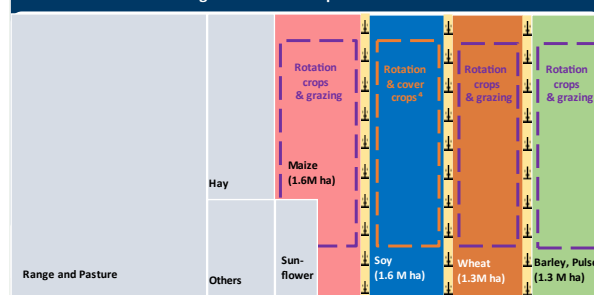 Rotation
crops
& grazing
Rotation
& cover
crops
Rotation
crops
& grazing
Rotation
crops
& grazing
Maize
(1.6M ha)
Hay
Range and Pasture
Others
Sun-
flower
Soy
(1.6 M ha)
Wheat
(1.3M ha)
Barley, Pulse
(1.3 M ha)